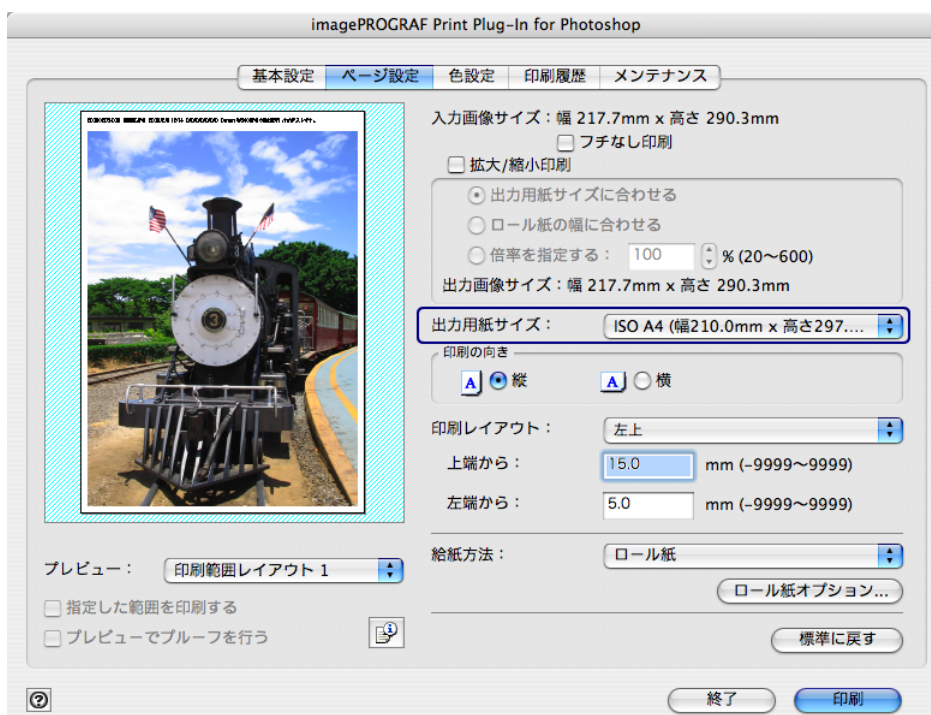 imagePROGRAF Print Plug-In for Photoshop
基本設定 ページ設定 色設定 印刷履歴 メンテナンス
入力画像サイズ：幅 217.7mm x 高さ 290.3mm
フチなし印刷
拡大/縮小印刷
出力用紙サイズに合わせる
ロール紙の幅に合わせる
倍率を指定する： 100 % (20～600)
出力画像サイズ：幅 217.7mm x 高さ 290.3mm
出力用紙サイズ： ISO A4 (幅210.0mm x 高さ297....
印刷の向き
A 縦 A 横
印刷レイアウト： 左上
上端から： 15.0 mm (-9999～9999)
左端から： 5.0 mm (-9999～9999)
給紙方法： ロール紙
ロール紙オプション...
標準に戻す
3
プレビュー： 印刷範囲レイアウト 1
指定した範囲を印刷する
プレビューでプルーフを行う
? 終了 印刷